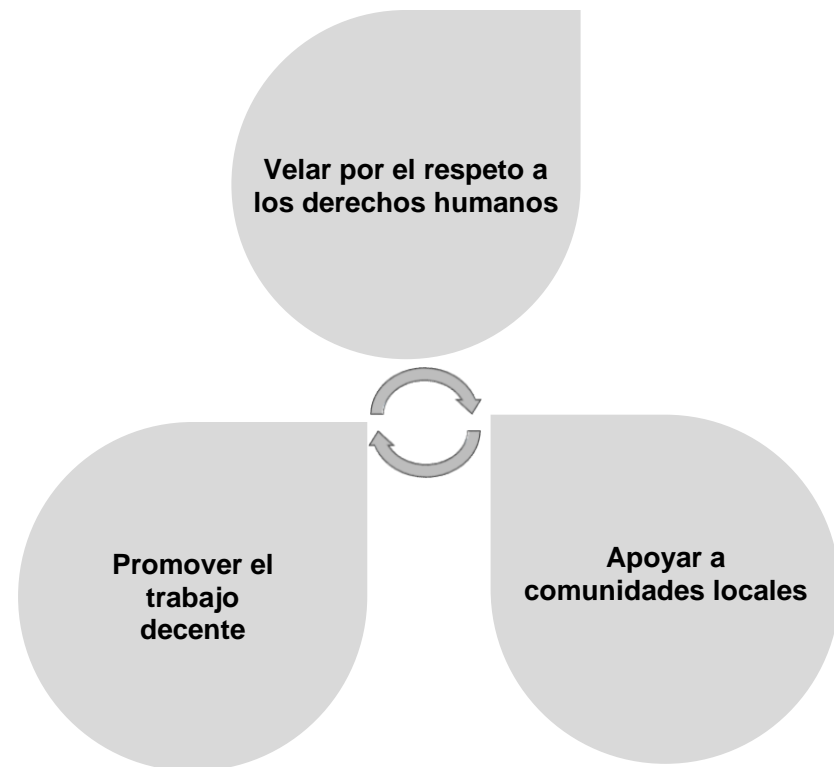 Velar por el respeto a
los derechos humanos
Promover el
trabajo
decente
Apoyar a
comunidades locales